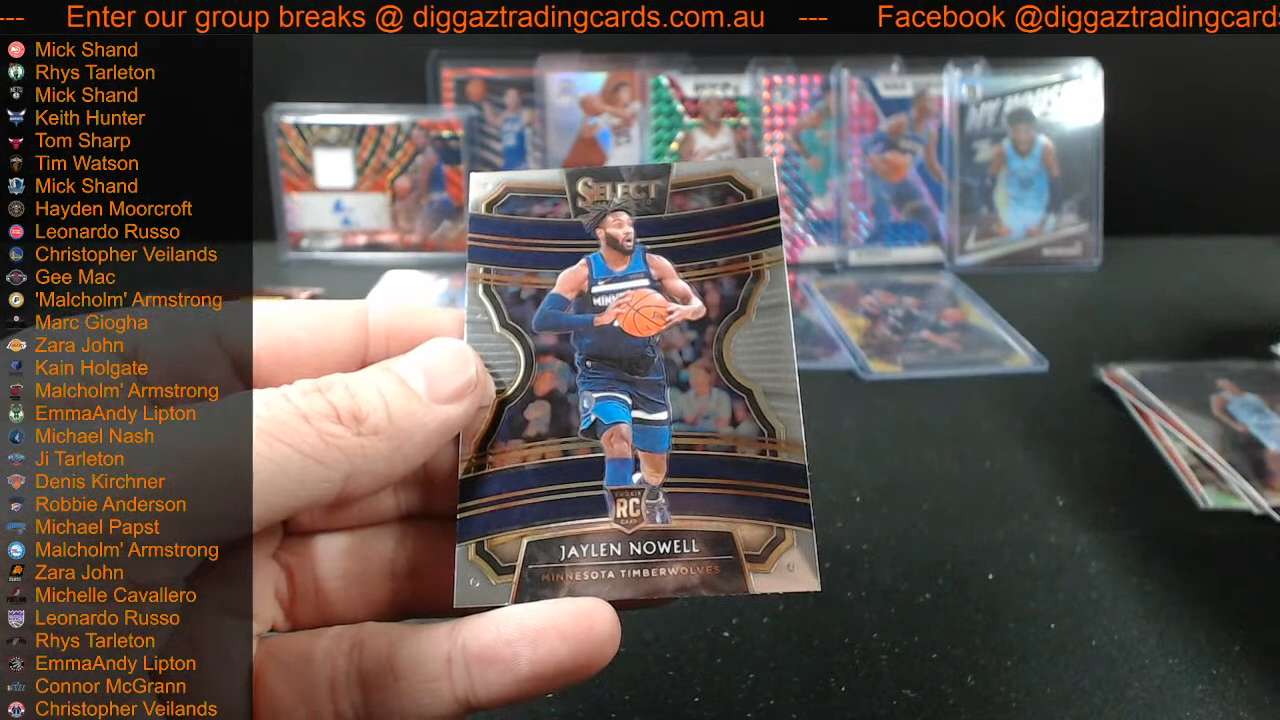 --- Enter our group breaks @ diggaztradingcards.com.au --- Facebook @diggaztradingcards
Mick Shand
Rhys Tarleton
Mick Shand
Keith Hunter
Tom Sharp
Tim Watson
Mick Shand
Hayden Moorcroft
Leonardo Russo
Christopher Veilands
Gee Mac
'Malcholm' Armstrong
Marc Giogha
Zara John
Kain Holgate
Malcholm' Armstrong
EmmaAndy Lipton
Michael Nash
Ji Tarleton
Denis Kirchner
Robbie Anderson
Michael Papst
Malcholm' Armstrong
Zara John
Michelle Cavallero
Leonardo Russo
Rhys Tarleton
EmmaAndy Lipton
Connor McGrann
Christopher Veilands
SELECT
MINN
ROOKIE
RC
CARD
JAYLEN NOWELL
MINNESOTA TIMBERWOLVES